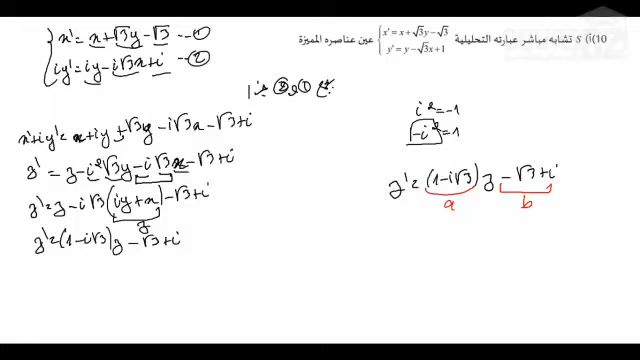 10) أ) S تشابه مباشر عبارته التحليلية { x' = x + √3y − √3 عين عناصره المميزة
y' = y − √3x + 1
{ x' = x + √3y − √3 --- ①
iy' = iy − i√3x + i --- ②
① و ②
x' + iy' = x + iy + √3y − i√3x − √3 + i
z' = z − i²√3y − i√3x − √3 + i
z' = z − i√3(iy + x) − √3 + i
z
z' = (1 − i√3)z − √3 + i
i² = −1
−i² = 1
z' = (1 − i√3)z − √3 + i
a b